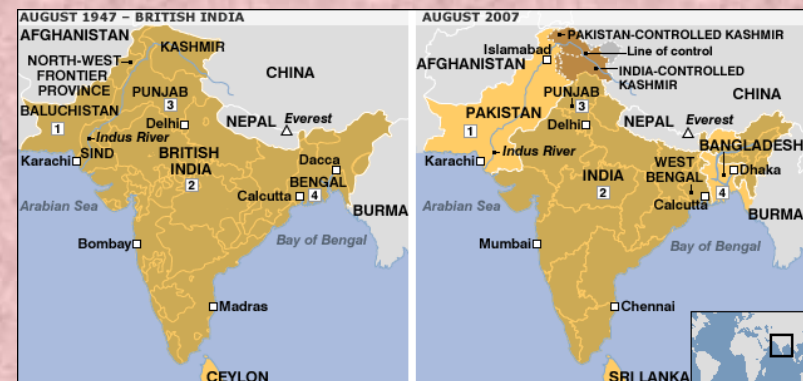 AUGUST 1947 – BRITISH INDIA
AFGHANISTAN
KASHMIR
NORTH-WEST
FRONTIER
PROVINCE
CHINA
PUNJAB
3
BALUCHISTAN
1
Delhi
NEPAL
Everest
Indus River
Karachi
SIND
BRITISH
INDIA
2
Dacca
BENGAL
Calcutta
4
Arabian Sea
BURMA
Bombay
Bay of Bengal
Madras
CEYLON
AUGUST 2007
PAKISTAN-CONTROLLED KASHMIR
Islamabad
Line of control
AFGHANISTAN
INDIA-CONTROLLED
KASHMIR
PUNJAB
CHINA
3
PAKISTAN
1
Delhi
NEPAL
Everest
Indus River
BANGLADESH
Karachi
WEST
BENGAL
INDIA
Dhaka
2
4
Calcutta
Arabian Sea
BURMA
Mumbai
Bay of Bengal
Chennai
SRI LANKA